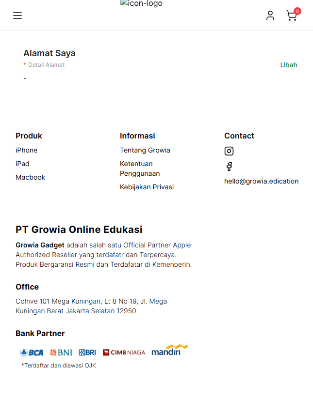 icon-logo
0
Alamat Saya
* Detail Alamat
Ubah
-
Produk
iPhone
iPad
Macbook
Informasi
Tentang Growia
Ketentuan
Penggunaan
Kebijakan Privasi
Contact
hello@growia.edication
PT Growia Online Edukasi
Growia Gadget adalah salah satu Official Partner Apple
Authorized Reseller yang terdafatr dan Terpercaya.
Produk Bergaransi Resmi dan Terdafatar di Kemenperin.
Office
Cohive 101 Mega Kuningan, Lt 8 No 19, Jl. Mega
Kuningan Barat Jakarta Selatan 12950
Bank Partner
BCA BNI BRI CIMB NIAGA mandiri
*Terdaftar dan diawasi OJK